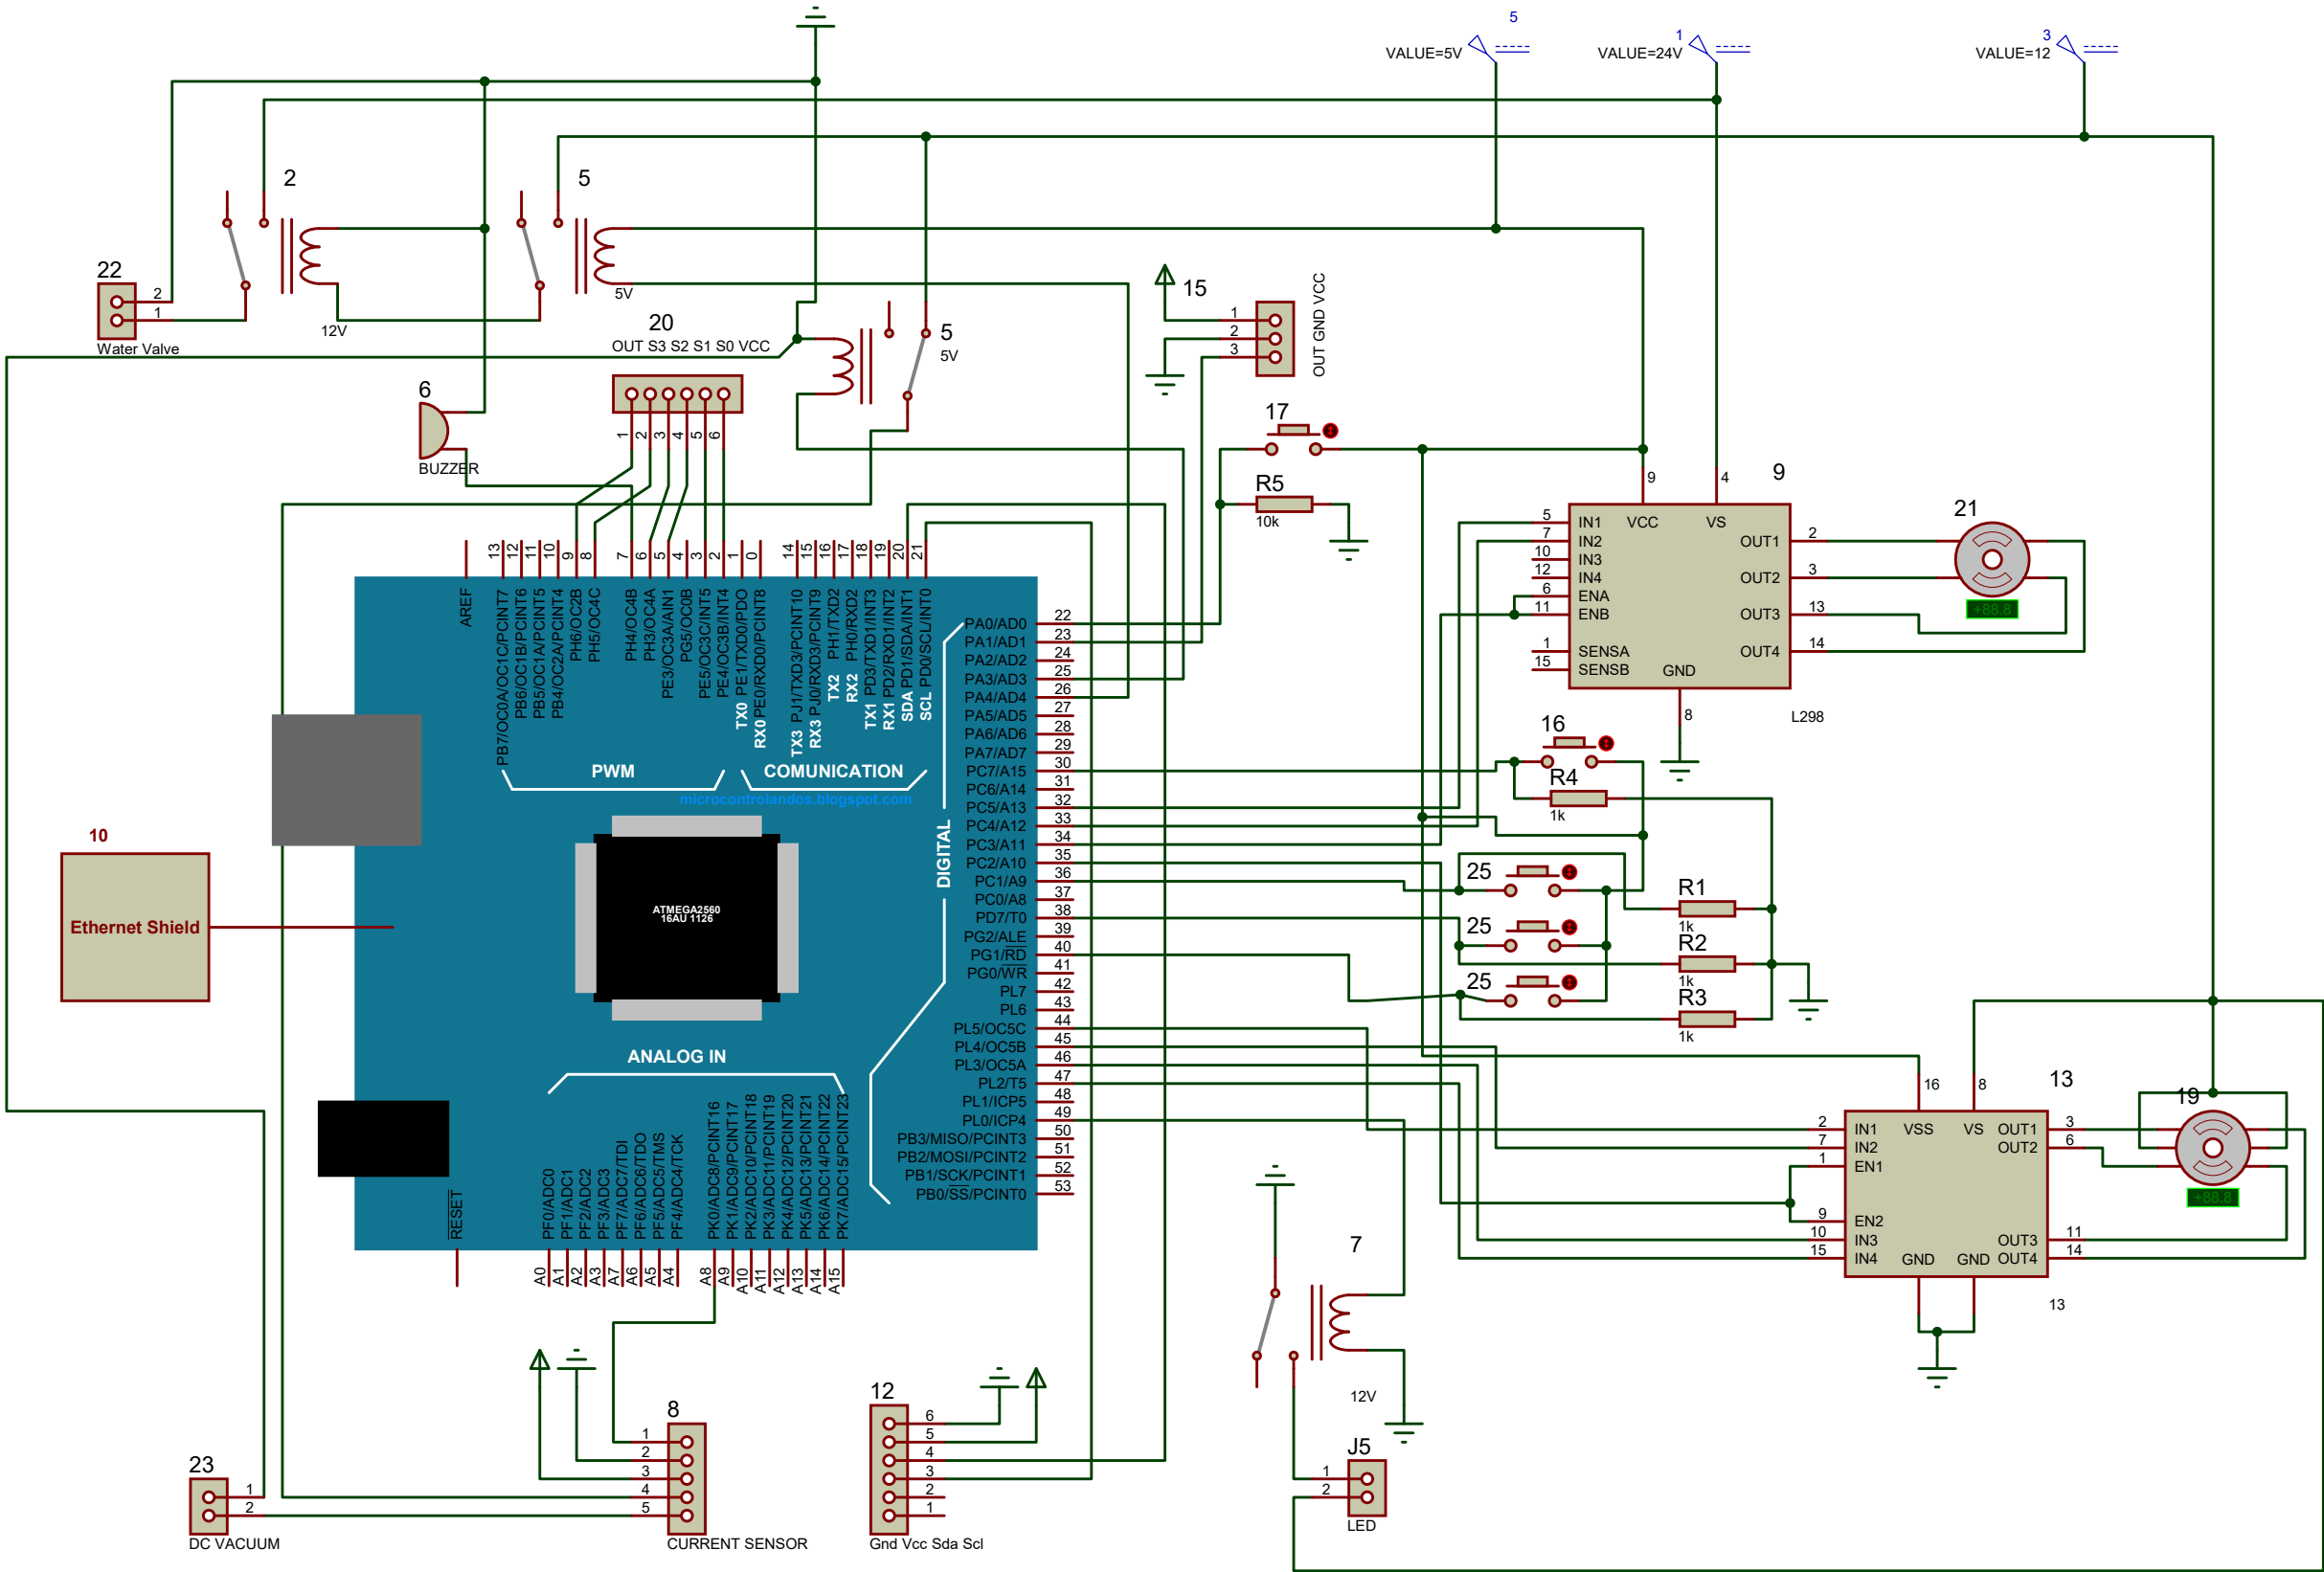 5
VALUE=5V
1
VALUE=24V
3
VALUE=12
2
12V
5
5V
22
2
1
Water Valve
20
OUT S3 S2 S1 S0 VCC
1
2
3
4
5
6
5
5V
6
BUZZER
15
1
2
3
OUT GND VCC
17
R5
10k
9
9
4
5
7
10
12
6
11
1
15
IN1
IN2
IN3
IN4
ENA
ENB
SENSA
SENSB
VCC
VS
GND
OUT1
OUT2
OUT3
OUT4
2
3
13
14
8
L298
21
+88.8
AREF
13
12
11
10
9
8
7
6
5
4
3
2
1
0
14
15
16
17
18
19
20
21
PB7/OC0A/OC1C/PCINT7
PB6/OC1B/PCINT6
PB5/OC1A/PCINT5
PB4/OC2A/PCINT4
PH6/OC2B
PH5/OC4C
PH4/OC4B
PH3/OC4A
PE3/OC3A/AIN1
PG5/OC0B
PE5/OC3C/INT5
PE4/OC3B/INT4
TX0 PE1/TXD0/PDO
RX0 PE0/RXD0/PCINT8
TX3 PJ1/TXD3/PCINT10
RX3 PJ0/RXD3/PCINT9
TX2 PH1/TXD2
RX2 PH0/RXD2
TX1 PD3/TXD1/INT3
RX1 PD2/RXD1/INT2
SDA PD1/SDA/INT1
SCL PD0/SCL/INT0
PWM
COMUNICATION
microcontrolandos.blogspot.com
ATMEGA2560
16AU 1126
DIGITAL
PA0/AD0 22
PA1/AD1 23
PA2/AD2 24
PA3/AD3 25
PA4/AD4 26
PA5/AD5 27
PA6/AD6 28
PA7/AD7 29
PC7/A15 30
PC6/A14 31
PC5/A13 32
PC4/A12 33
PC3/A11 34
PC2/A10 35
PC1/A9 36
PC0/A8 37
PD7/T0 38
PG2/ALE 39
PG1/RD 40
PG0/WR 41
PL7 42
PL6 43
PL5/OC5C 44
PL4/OC5B 45
PL3/OC5A 46
PL2/T5 47
PL1/ICP5 48
PL0/ICP4 49
PB3/MISO/PCINT3 50
PB2/MOSI/PCINT2 51
PB1/SCK/PCINT1 52
PB0/SS/PCINT0 53
10
Ethernet Shield
ANALOG IN
RESET
PF0/ADC0
PF1/ADC1
PF2/ADC2
PF3/ADC3
PF7/ADC7/TDI
PF6/ADC6/TDO
PF5/ADC5/TMS
PF4/ADC4/TCK
PK0/ADC8/PCINT16
PK1/ADC9/PCINT17
PK2/ADC10/PCINT18
PK3/ADC11/PCINT19
PK4/ADC12/PCINT20
PK5/ADC13/PCINT21
PK6/ADC14/PCINT22
PK7/ADC15/PCINT23
A0
A1
A2
A3
A7
A6
A5
A4
A8
A9
A10
A11
A12
A13
A14
A15
16
R4
1k
25
R1
1k
25
R2
1k
25
R3
1k
13
16
8
2
7
1
9
10
15
IN1
IN2
EN1
EN2
IN3
IN4
VSS
VS
OUT1
OUT2
OUT3
OUT4
GND
GND
3
6
11
14
13
19
+88.8
7
12V
J5
1
2
LED
23
1
2
DC VACUUM
8
1
2
3
4
5
CURRENT SENSOR
12
6
5
4
3
2
1
Gnd Vcc Sda Scl